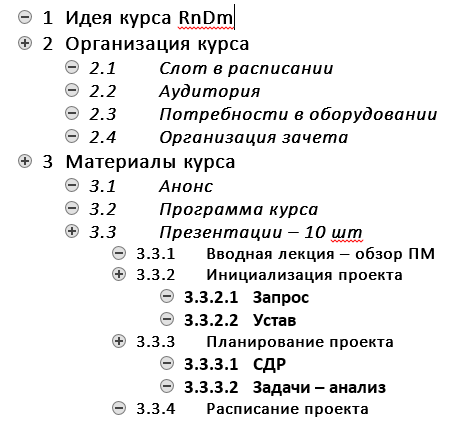 1 Идея курса RnDm
2 Организация курса
2.1 Слот в расписании
2.2 Аудитория
2.3 Потребности в оборудовании
2.4 Организация зачета
3 Материалы курса
3.1 Анонс
3.2 Программа курса
3.3 Презентации – 10 шт
3.3.1 Вводная лекция – обзор ПМ
3.3.2 Инициализация проекта
3.3.2.1 Запрос
3.3.2.2 Устав
3.3.3 Планирование проекта
3.3.3.1 СДР
3.3.3.2 Задачи – анализ
3.3.4 Расписание проекта